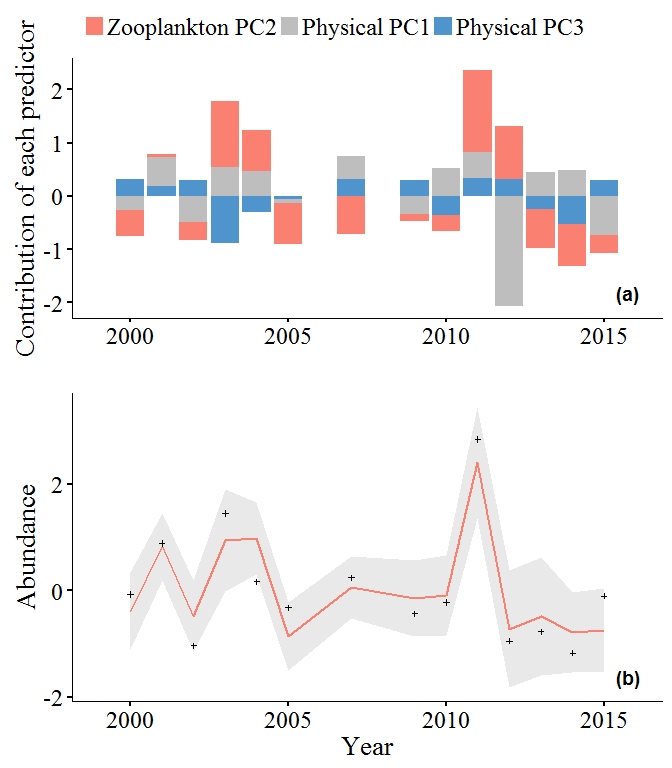 Zooplankton PC2 Physical PC1 Physical PC3
Contribution of each predictor
2
1
0
-1
-2
(a)
2000 2005 2010 2015
Abundance
2
0
-2
(b)
2000 2005 2010 2015
Year